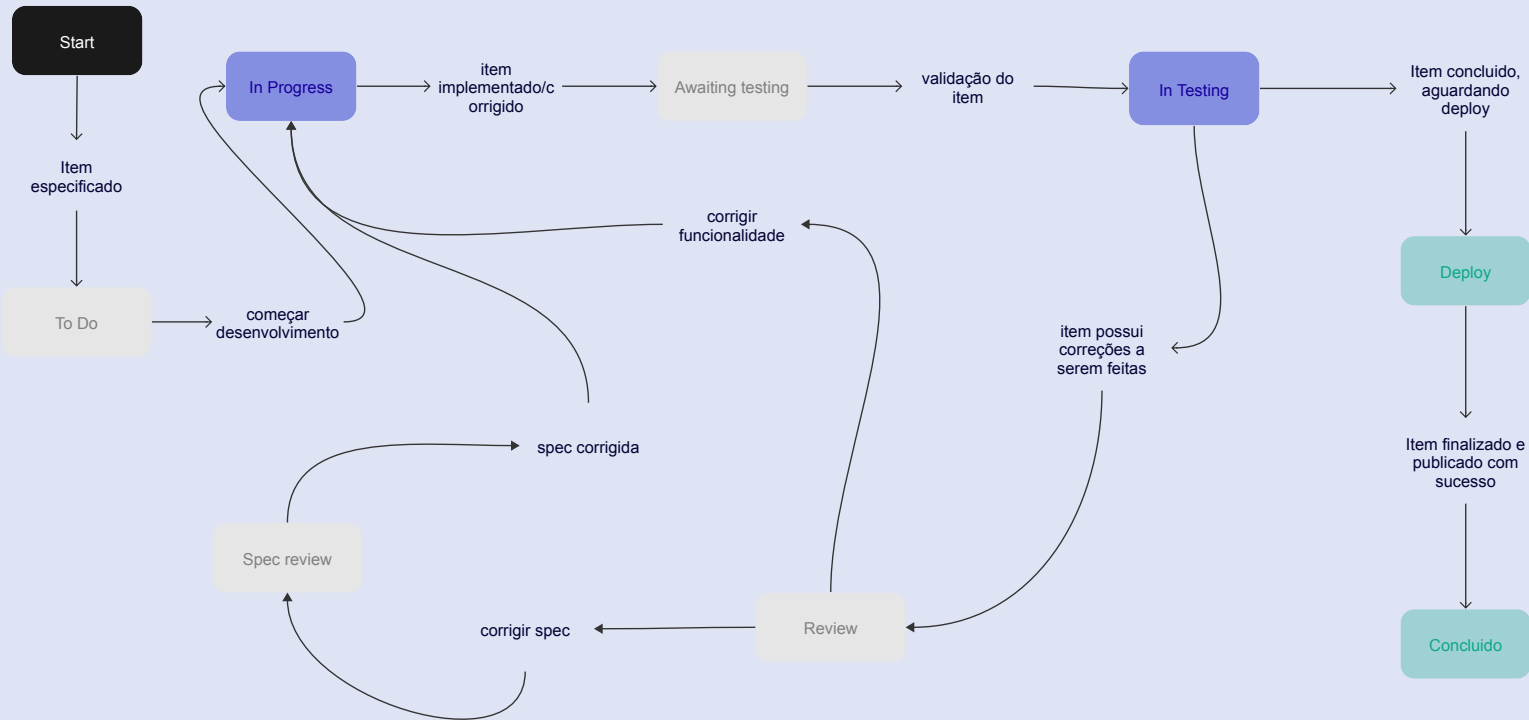 Start
In Progress
item
implementado/c
orrigido
Awaiting testing
validação do
item
In Testing
Item concluido,
aguardando
deploy
Item
especificado
corrigir
funcionalidade
Deploy
To Do
começar
desenvolvimento
item possui
correções a
serem feitas
spec corrigida
Item finalizado e
publicado com
sucesso
Spec review
corrigir spec
Review
Concluido